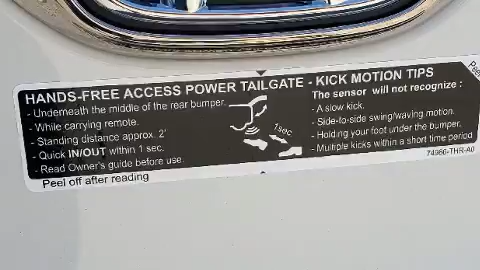 HANDS-FREE ACCESS POWER TAILGATE - KICK MOTION TIPS
- Underneath the middle of the rear bumper.
- While carrying remote.
- Standing distance approx. 2'
- Quick IN/OUT within 1 sec.
- Read Owner's guide before use.
1sec
The sensor will not recognize :
- A slow kick.
- Side-to-side swing/waving motion.
- Holding your foot under the bumper.
- Multiple kicks within a short time period.
74986-THR-A0
Peel off after reading
Peel